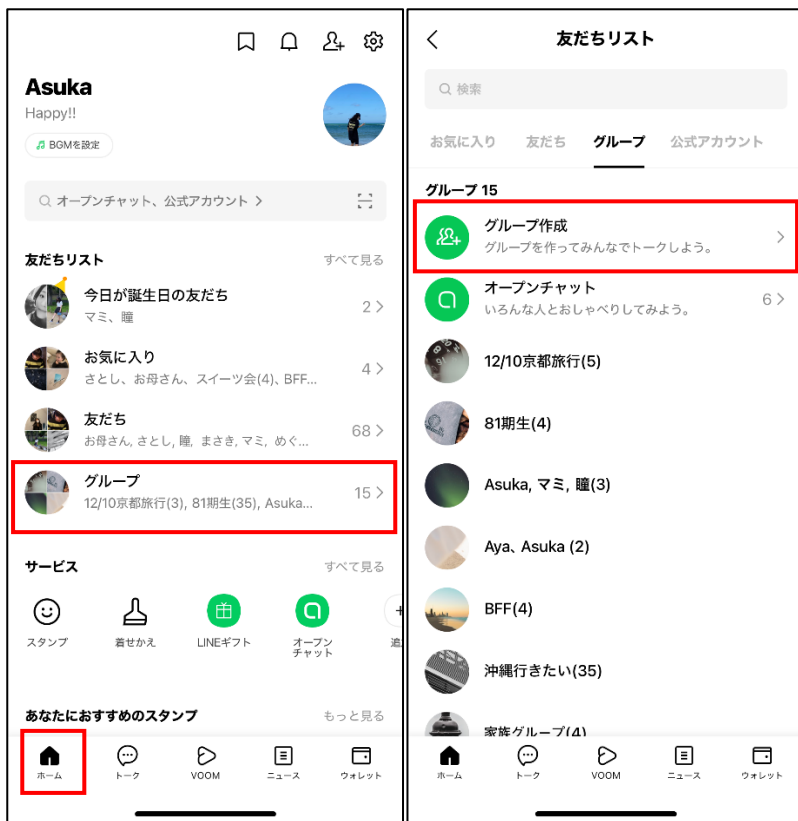 Asuka
Happy!!
BGMを設定
オープンチャット、公式アカウント
友だちリスト
すべて見る
今日が誕生日の友だち
マミ、瞳
2
お気に入り
さとし、お母さん、スイーツ会(4)、BFF...
4
友だち
お母さん, さとし, 瞳, まさき, マミ, めぐ...
68
グループ
12/10京都旅行(3), 81期生(35), Asuka...
15
サービス
すべて見る
スタンプ
着せかえ
LINEギフト
オープン
チャット
追
あなたにおすすめのスタンプ
もっと見る
ホーム
トーク
VOOM
ニュース
ウォレット
友だちリスト
検索
お気に入り
友だち
グループ
公式アカウント
グループ 15
グループ作成
グループを作ってみんなでトークしよう。
オープンチャット
いろんな人とおしゃべりしてみよう。
6
12/10京都旅行(5)
81期生(4)
Asuka, マミ, 瞳(3)
Aya、Asuka (2)
BFF(4)
沖縄行きたい(35)
家族グループ(4)
ホーム
トーク
VOOM
ニュース
ウォレット